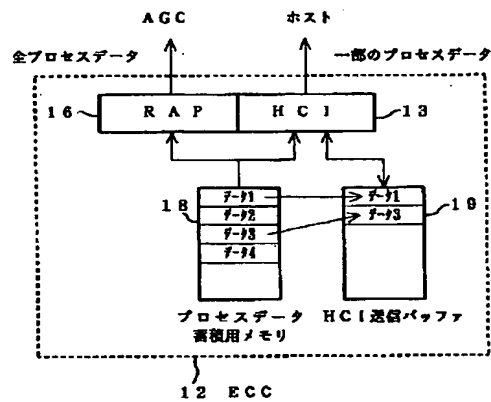 AGC
ホスト
全プロセスデータ
一部のプロセスデータ
16
RAP
HCI
13
18
データ1
データ2
データ3
データ4
データ1
データ3
19
プロセスデータ
蓄積用メモリ
HCI送信バッファ
12 ECC